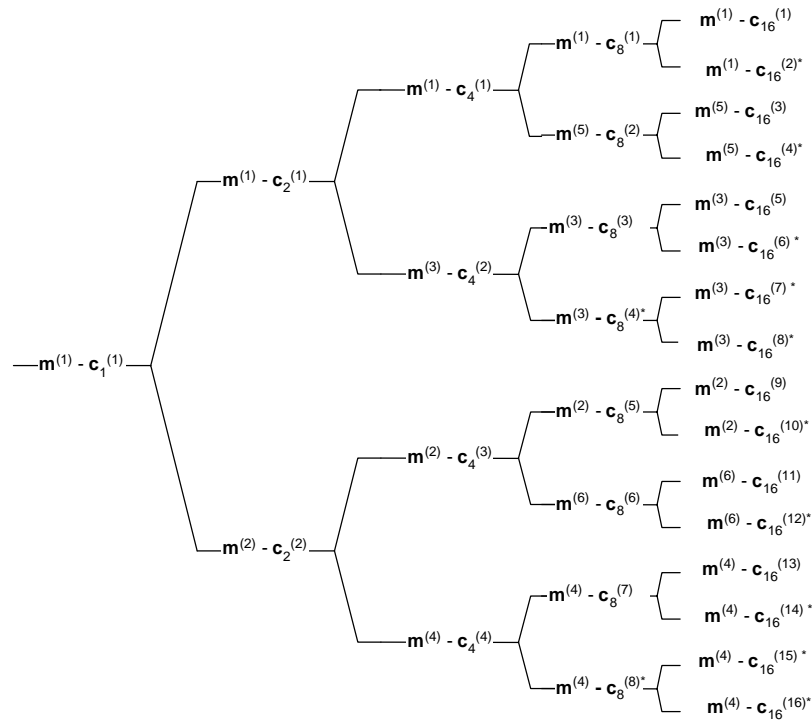 m(1) - c16(1)
m(1) - c8(1)
m(1) - c16(2)*
m(1) - c4(1)
m(5) - c16(3)
m(5) - c8(2)
m(5) - c16(4)*
m(1) - c2(1)
m(3) - c16(5)
m(3) - c8(3)
m(3) - c16(6) *
m(3) - c4(2)
m(3) - c16(7) *
m(3) - c8(4)*
m(3) - c16(8)*
m(1) - c1(1)
m(2) - c16(9)
m(2) - c8(5)
m(2) - c16(10)*
m(2) - c4(3)
m(6) - c16(11)
m(6) - c8(6)
m(6) - c16(12)*
m(2) - c2(2)
m(4) - c16(13)
m(4) - c8(7)
m(4) - c16(14) *
m(4) - c4(4)
m(4) - c16(15) *
m(4) - c8(8)*
m(4) - c16(16)*